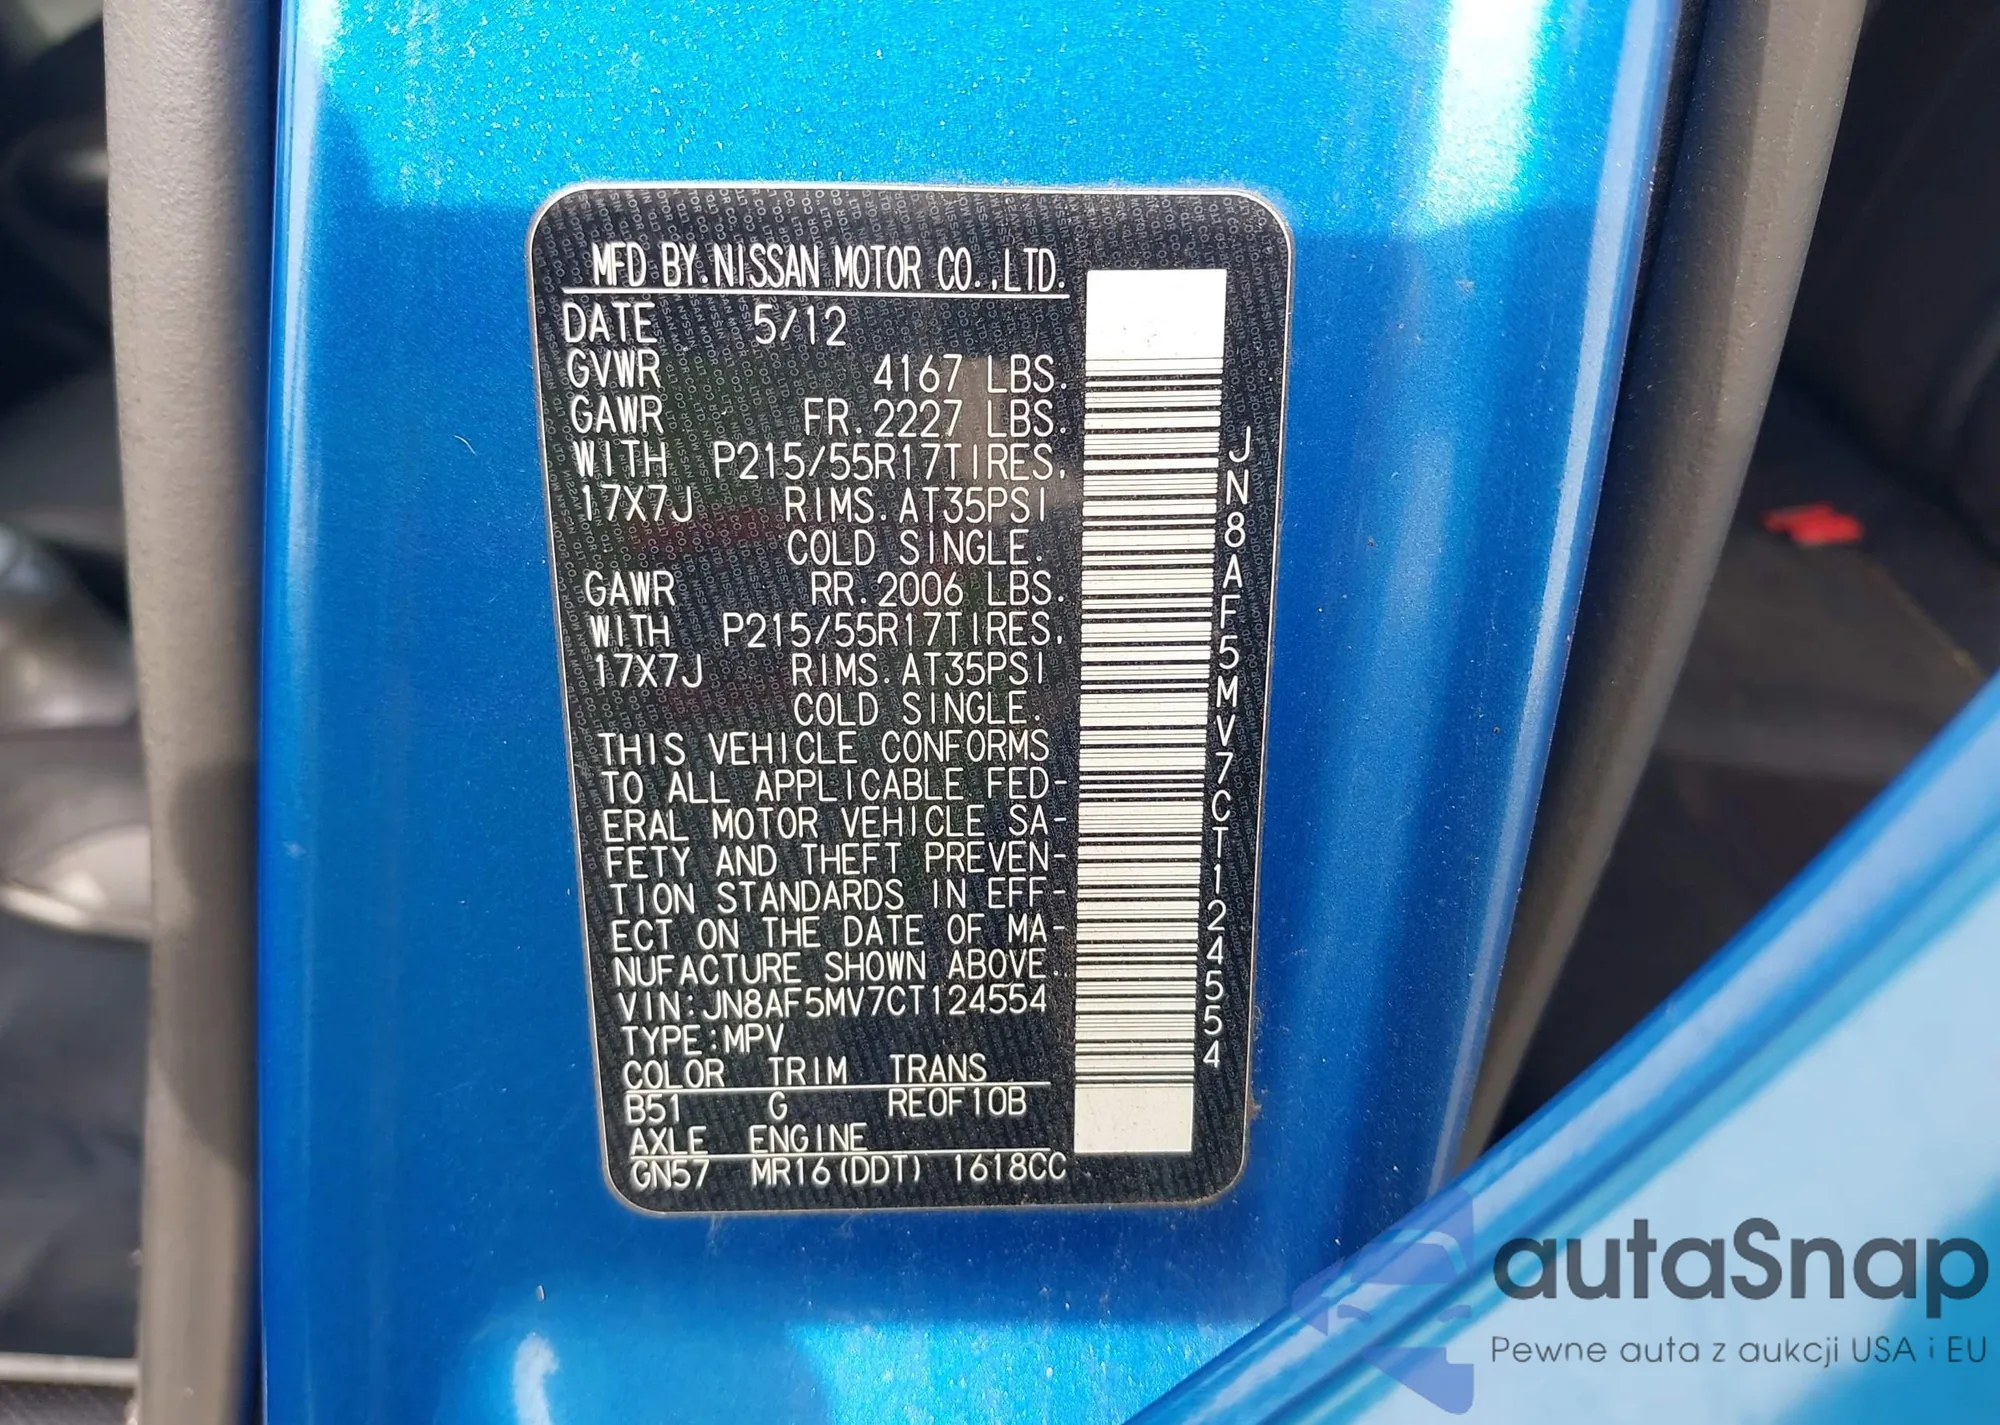 MFD BY.NISSAN MOTOR CO.,LTD.
DATE 5/12
GVWR 4167 LBS.
GAWR FR.2227 LBS.
WITH P215/55R17TIRES,
17X7J RIMS.AT35PSI
COLD SINGLE.
GAWR RR.2006 LBS.
WITH P215/55R17TIRES,
17X7J RIMS.AT35PSI
COLD SINGLE.
THIS VEHICLE CONFORMS
TO ALL APPLICABLE FED-
ERAL MOTOR VEHICLE SA-
FETY AND THEFT PREVEN-
TION STANDARDS IN EFF-
ECT ON THE DATE OF MA-
NUFACTURE SHOWN ABOVE.
VIN:JN8AF5MV7CT124554
TYPE:MPV
COLOR TRIM TRANS
B51 G RE0F10B
AXLE ENGINE
GN57 MR16(DDT) 1618CC
JN8AF5MV7CT124554
autaSnap
Pewne auta z aukcji USA i EU